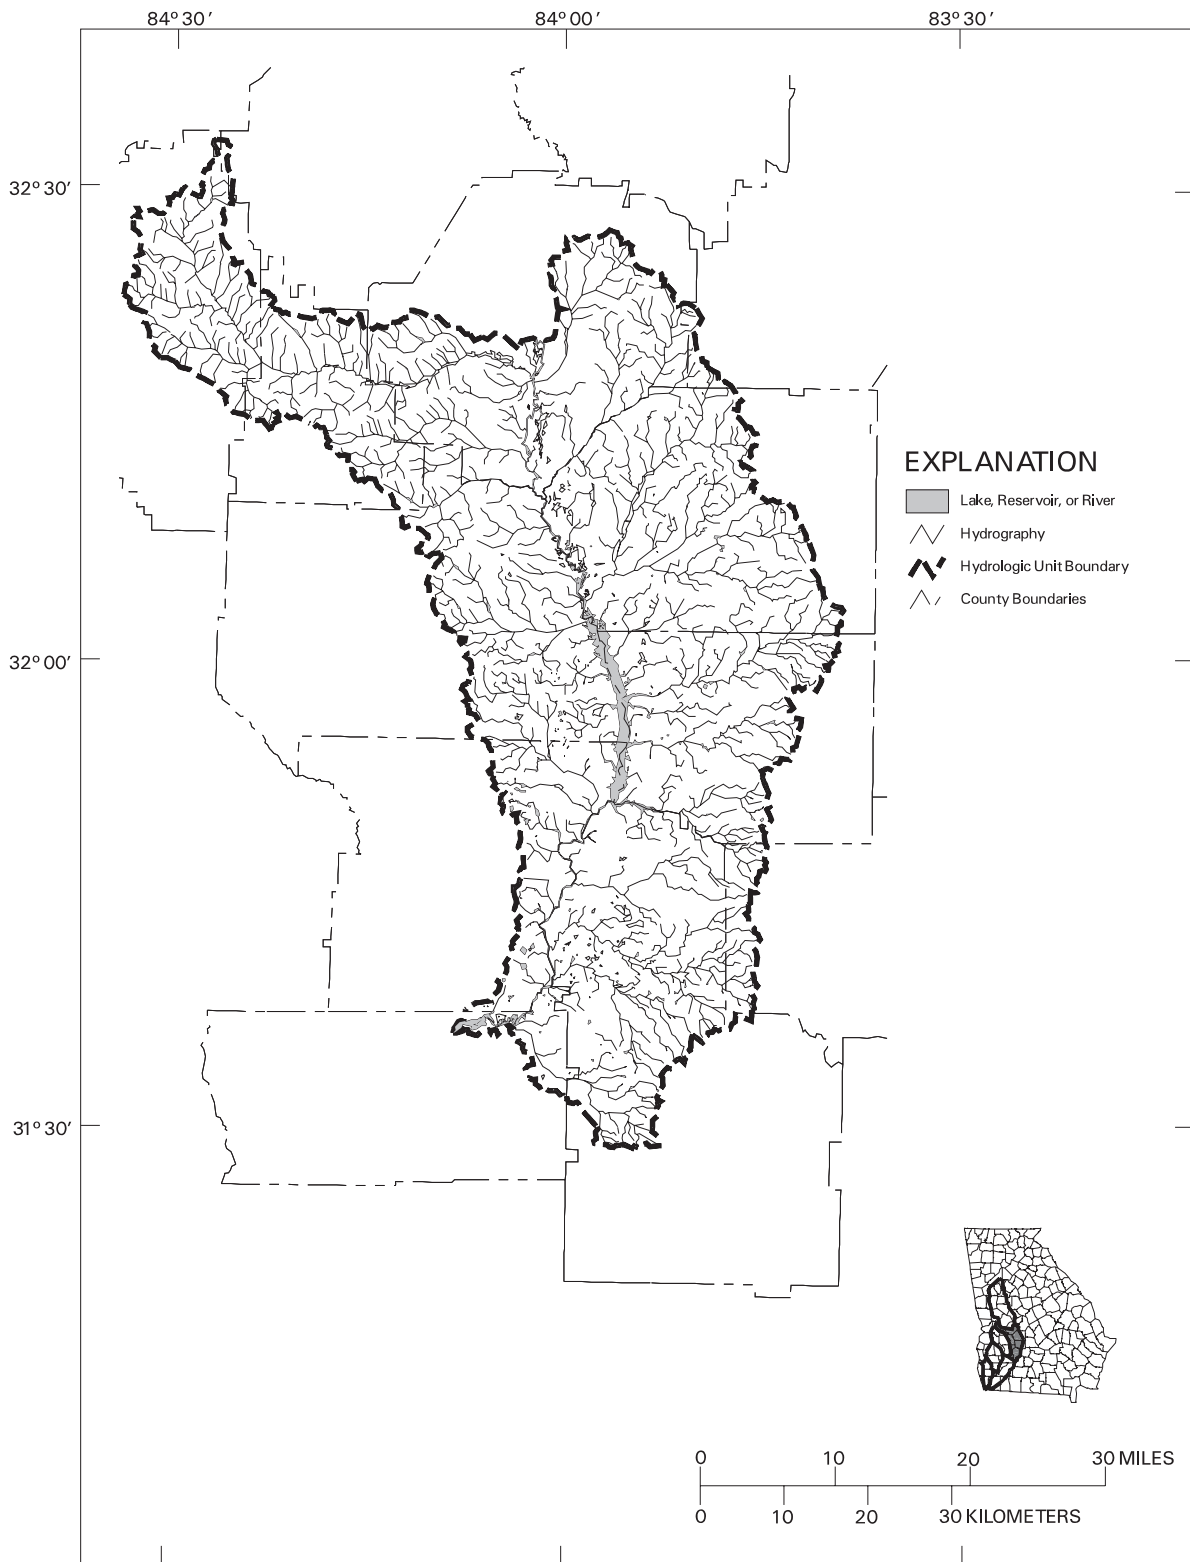 84° 30′ 84° 00′ 83° 30′
32° 30′
EXPLANATION
Lake, Reservoir, or River
Hydrography
Hydrologic Unit Boundary
County Boundaries
32° 00′
31° 30′
0 10 20 30 MILES
0 10 20 30 KILOMETERS